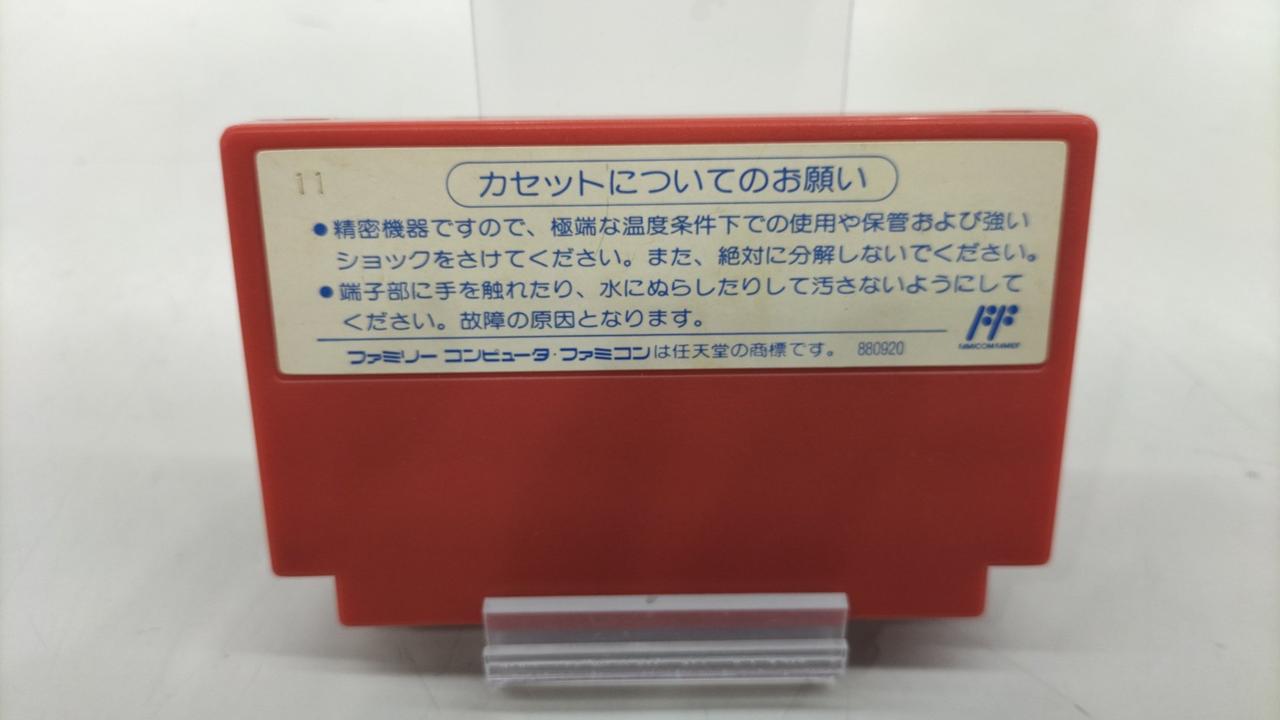 11
カセットについてのお願い
●精密機器ですので、極端な温度条件下での使用や保管および強い
ショックをさけてください。また、絶対に分解しないでください。
●端子部に手を触れたり、水にぬらしたりして汚さないようにして
ください。故障の原因となります。
FF
FAMICOM FAMILY
ファミリー コンピュータ・ファミコンは任天堂の商標です。 880920